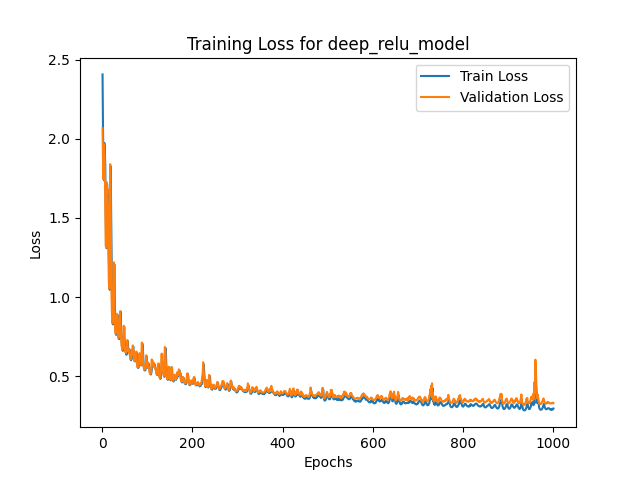 Training Loss for deep_relu_model
2.5
2.0
1.5
1.0
0.5
Loss
Train Loss
Validation Loss
0
200
400
600
800
1000
Epochs